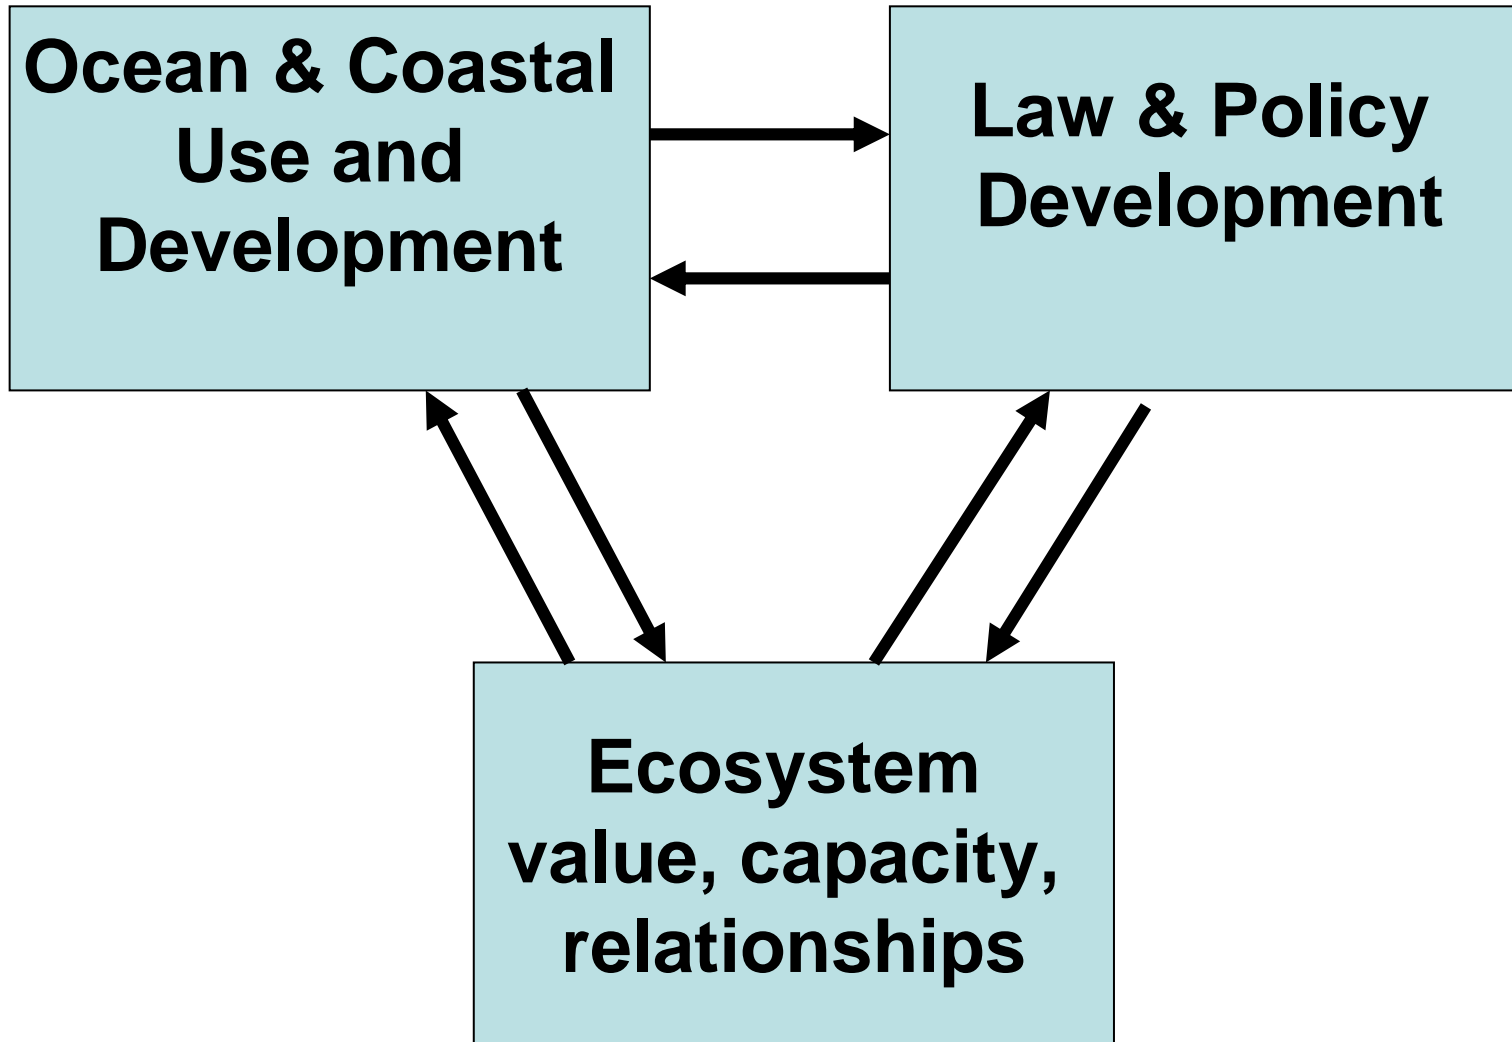 Ocean & Coastal
Use and
Development
Law & Policy
Development
Ecosystem
value, capacity,
relationships